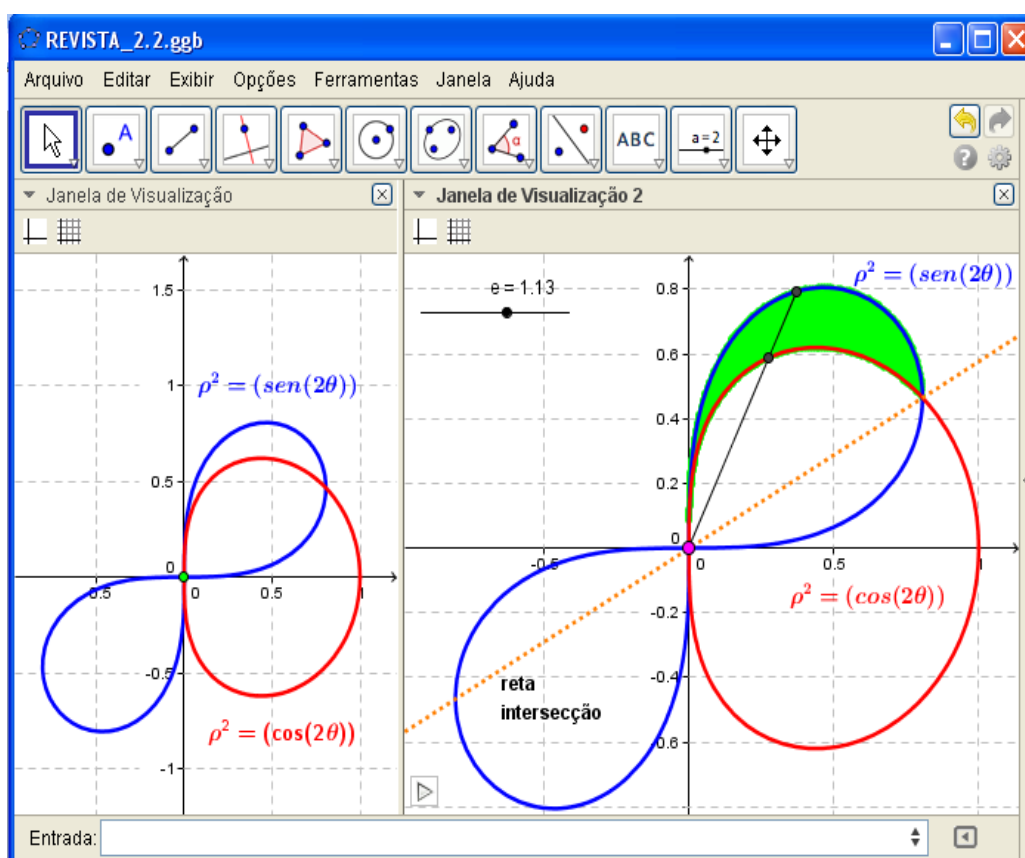 REVISTA_2.2.ggb
Arquivo Editar Exibir Opções Ferramentas Janela Ajuda
A α ABC a=2
Janela de Visualização
Janela de Visualização 2
1.5
1
0.5
0
0.5
0
0.5
1
-0.5
-1
ρ² = (sen(2θ))
ρ² = (cos(2θ))
e = 1.13
ρ² = (sen(2θ))
0.8
0.6
0.4
0.2
0
-0.5
0
0.5
1
-0.2
-0.4
-0.6
ρ² = (cos(2θ))
reta
intersecção
Entrada: